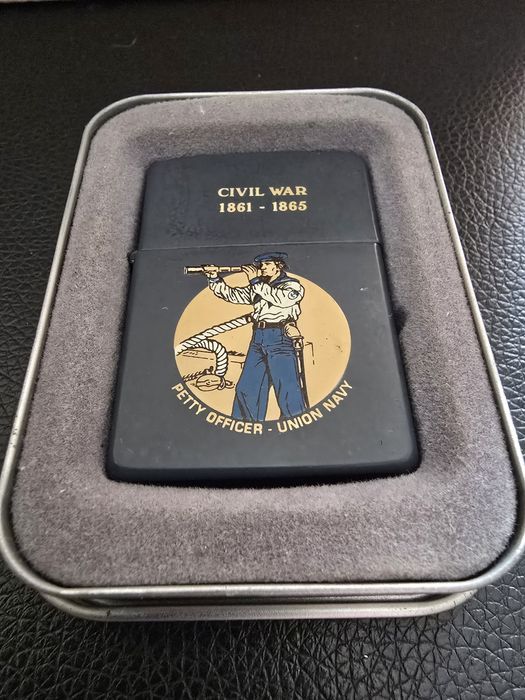 CIVIL WAR
1861 - 1865
PETTY OFFICER - UNION NAVY